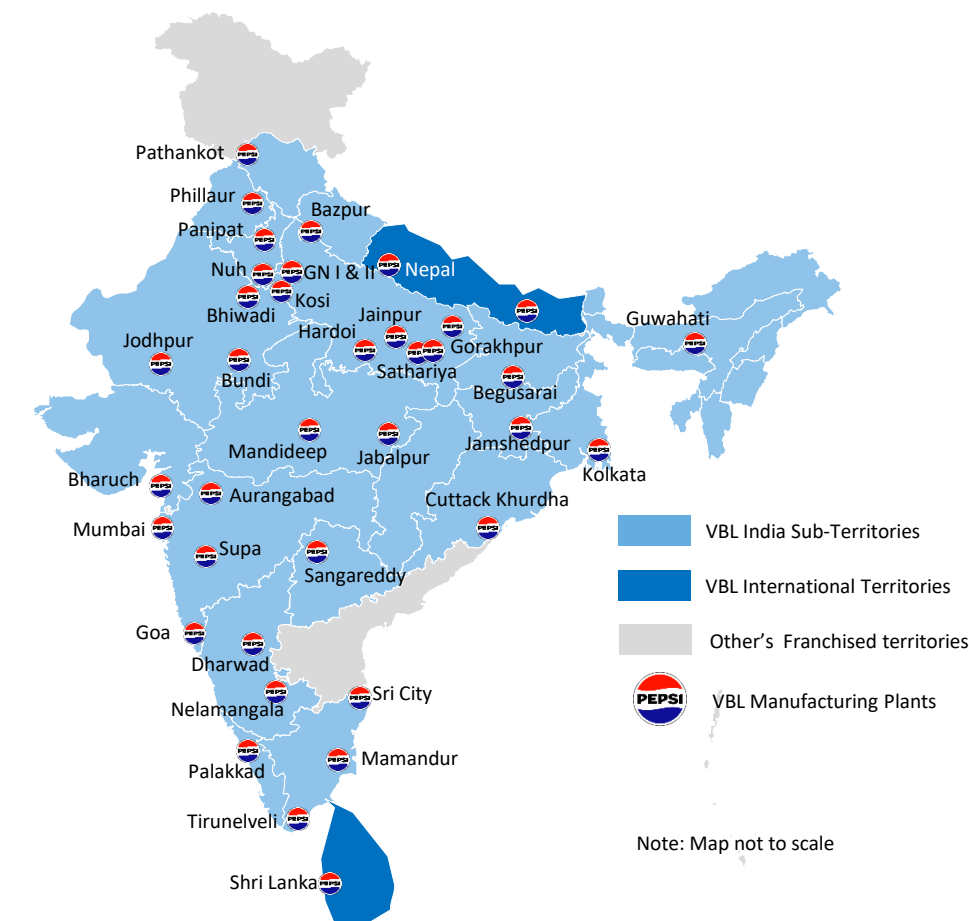 Pathankot
Phillaur
Bazpur
Panipat
Nuh
GN I & II
Nepal
Kosi
Bhiwadi
Jainpur
Hardoi
Guwahati
Jodhpur
Gorakhpur
Sathariya
Bundi
Begusarai
Mandideep
Jabalpur
Jamshedpur
Kolkata
Bharuch
Aurangabad
Cuttack Khurdha
Mumbai
Supa
Sangareddy
VBL India Sub-Territories
VBL International Territories
Goa
Dharwad
Other's  Franchised territories
Nelamangala
Sri City
PEPSI
VBL Manufacturing Plants
Palakkad
Mamandur
Tirunelveli
Note: Map not to scale
Shri Lanka